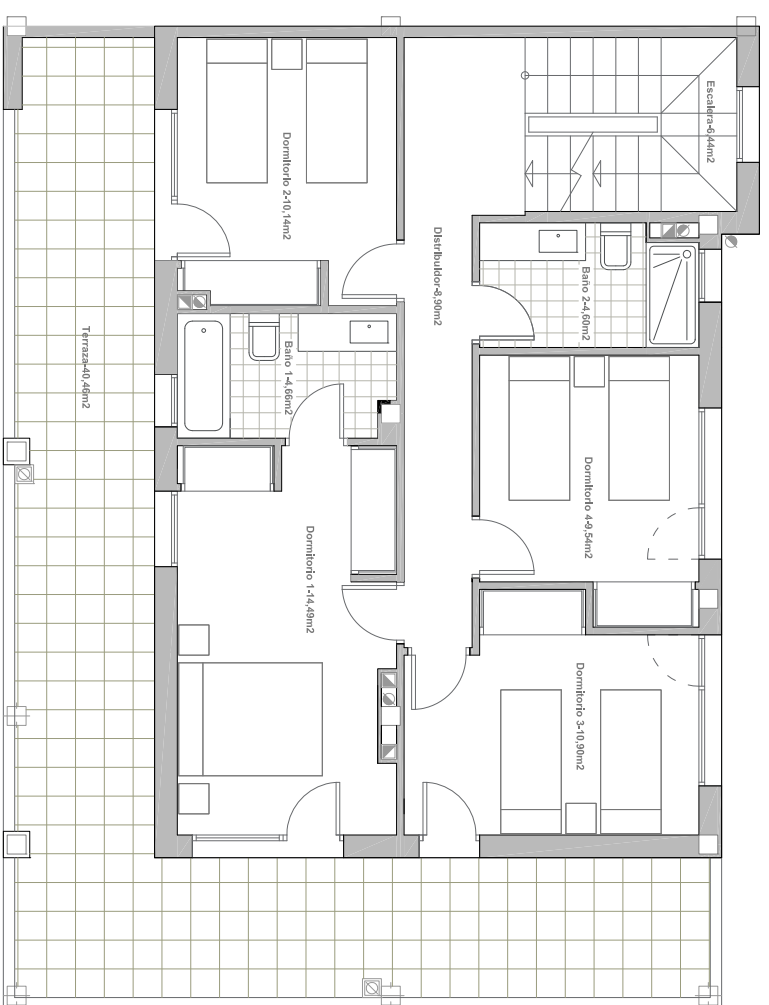 Escalera-6,44m2
Dormitorio 2-10,14m2
Distribuidor-8,90m2
Baño 2-4,60m2
Terraza-40,46m2
Baño 1-4,66m2
Dormitorio 4-9,54m2
Dormitorio 1-14,49m2
Dormitorio 3-10,90m2